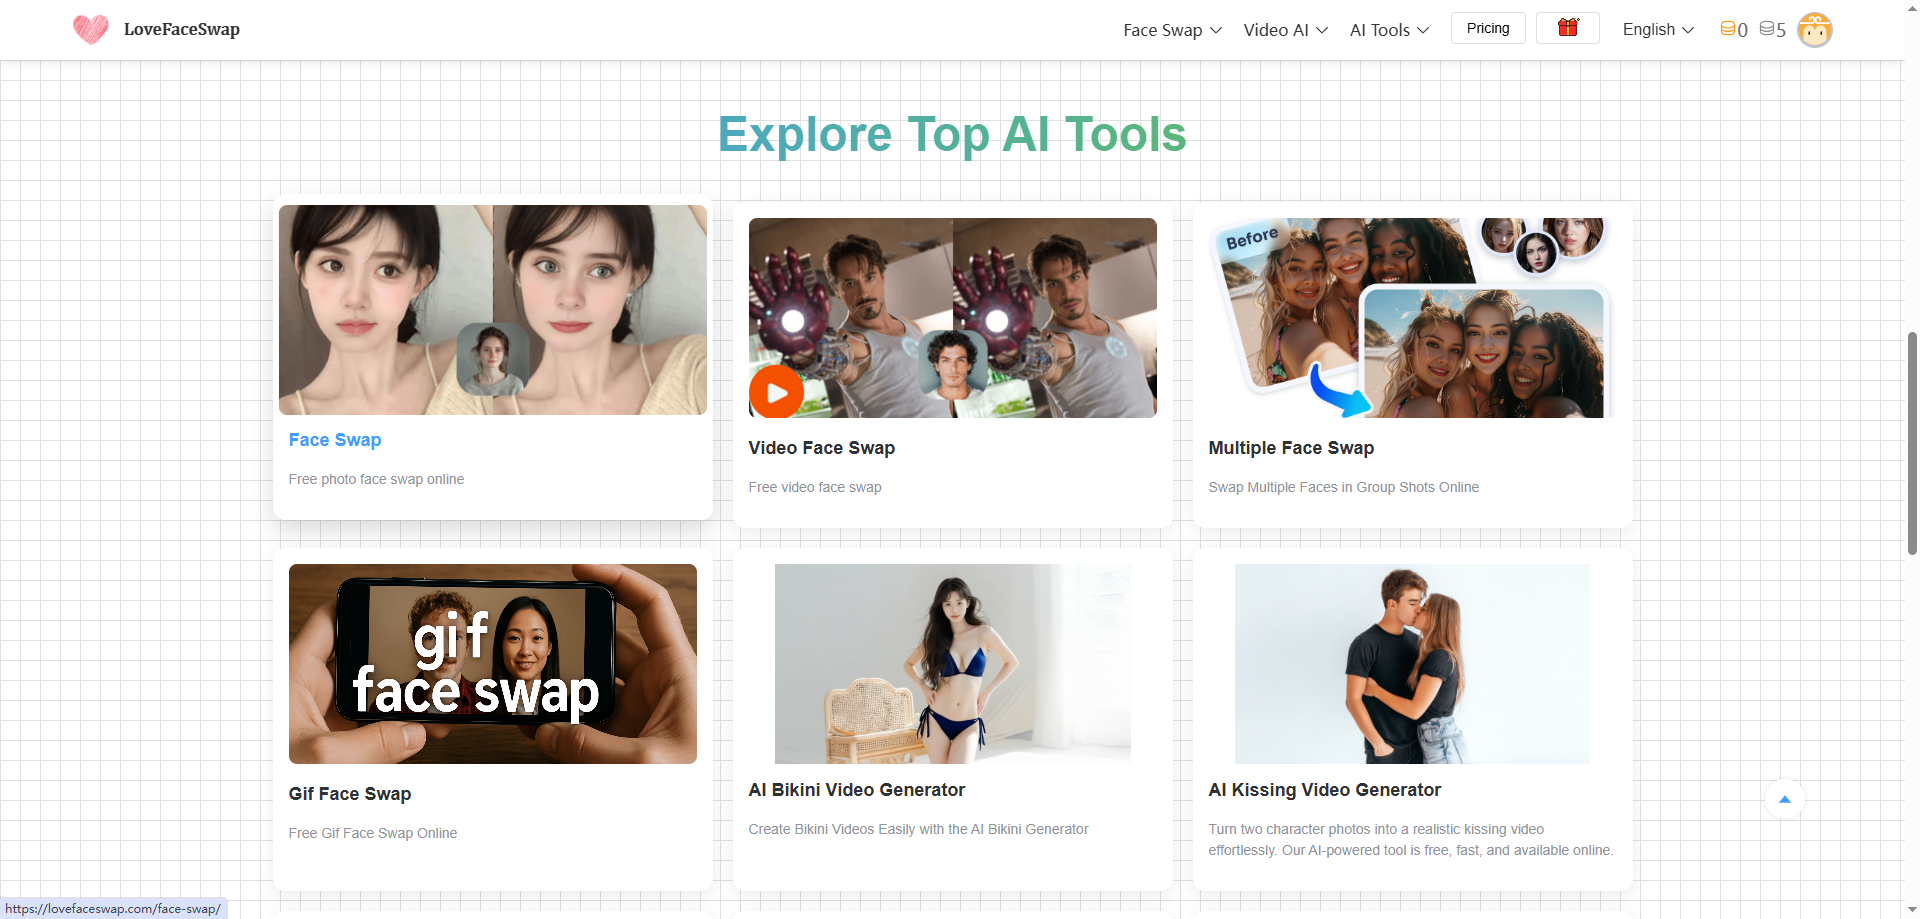 LoveFaceSwap
Face Swap
Video AI
AI Tools
Pricing
English
0
5
Explore Top AI Tools
Before
Face Swap
Free photo face swap online
Video Face Swap
Free video face swap
Multiple Face Swap
Swap Multiple Faces in Group Shots Online
gif
face swap
Gif Face Swap
Free Gif Face Swap Online
AI Bikini Video Generator
Create Bikini Videos Easily with the AI Bikini Generator
AI Kissing Video Generator
Turn two character photos into a realistic kissing video
effortlessly. Our AI-powered tool is free, fast, and available online.
https://lovefaceswap.com/face-swap/